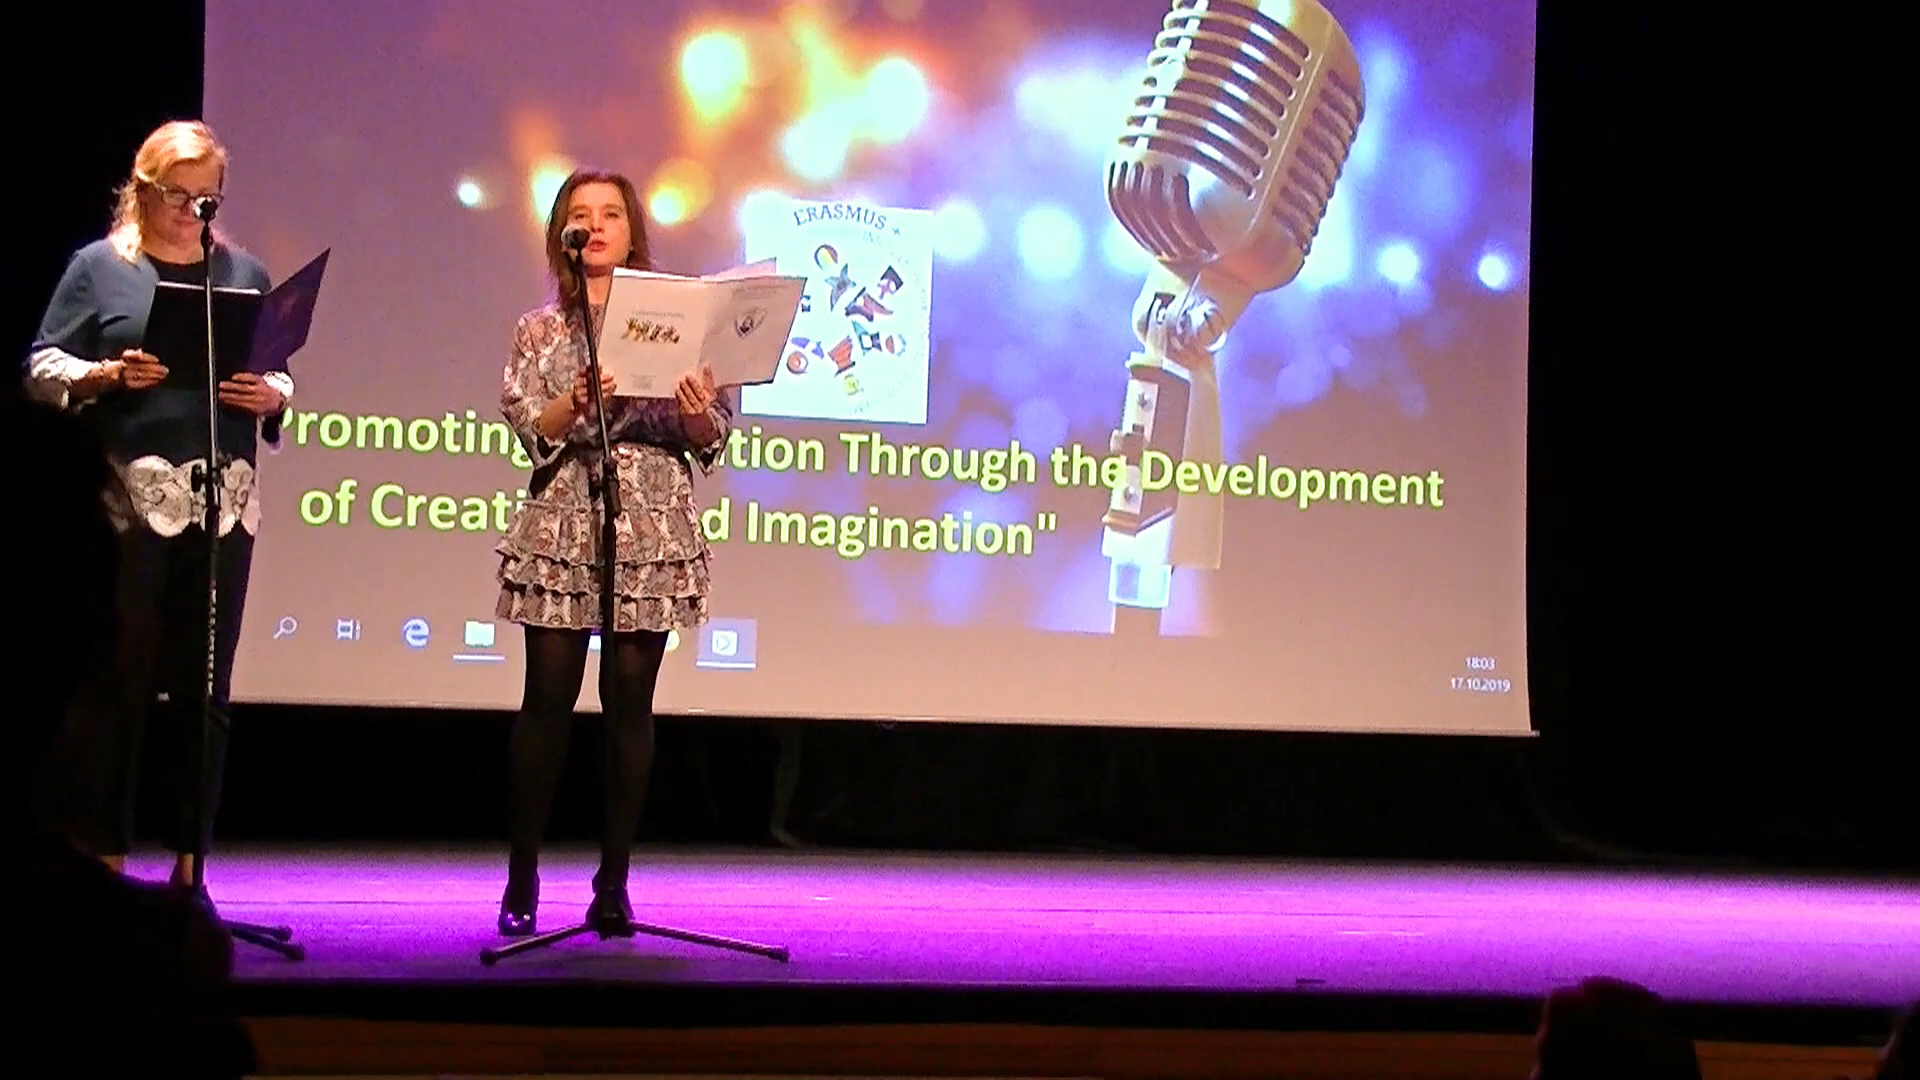 ERASMUS +
Promoting tion Through the Development
of Creati d Imagination"
18:03
17.10.2019